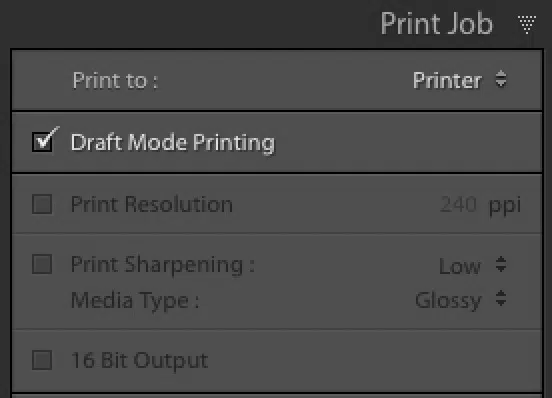 Print Job
Print to : Printer
Draft Mode Printing
Print Resolution 240 ppi
Print Sharpening : Low
Media Type : Glossy
16 Bit Output